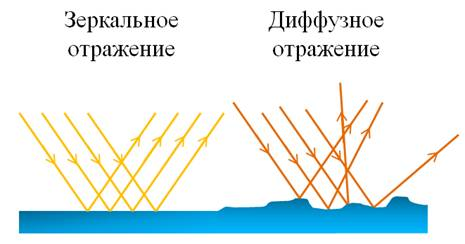 Зеркальное
отражение
Диффузное
отражение